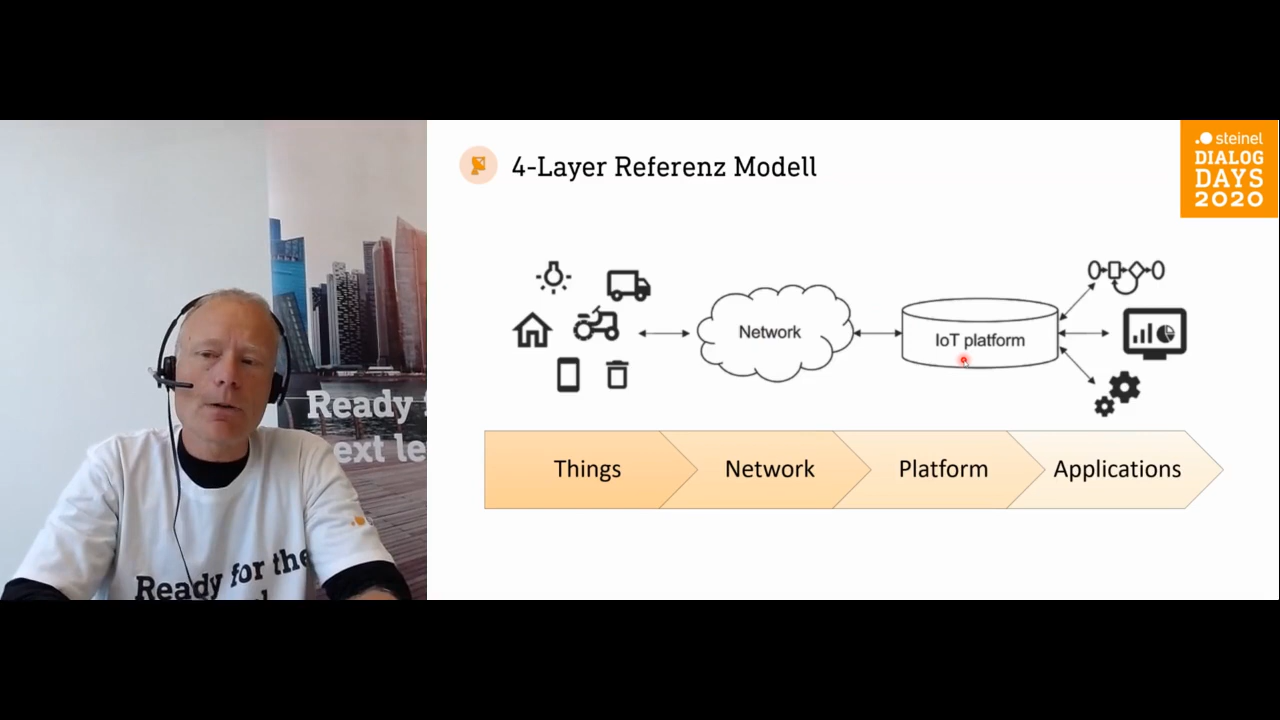 4-Layer Referenz Modell
steinel
DIALOG
DAYS
2020
Network
IoT platform
Things
Network
Platform
Applications
Ready
ext le
Ready for the